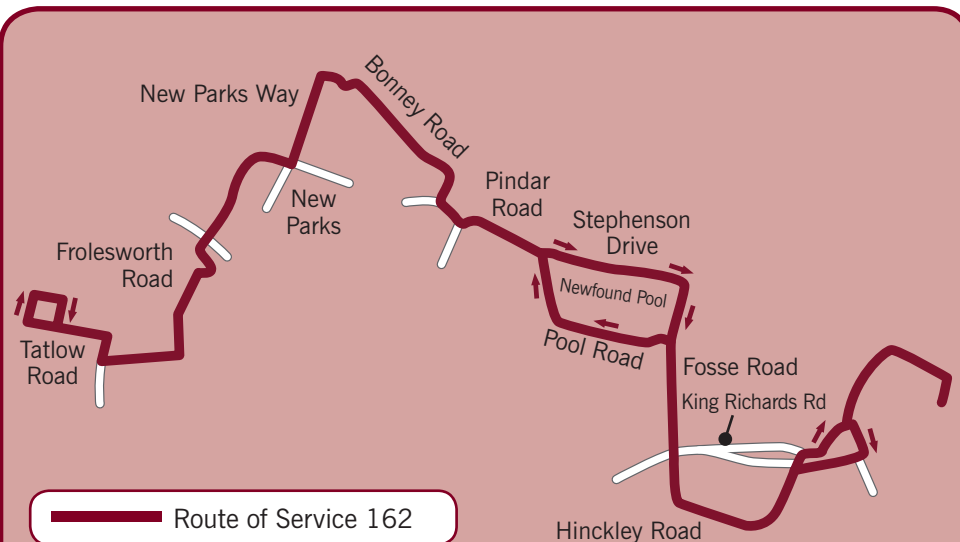 New Parks Way
Bonney Road
New
Parks
Pindar
Road
Stephenson
Drive
Frolesworth
Road
Newfound Pool
Tatlow
Road
Pool Road
Fosse Road
King Richards Rd
Hinckley Road
Route of Service 162